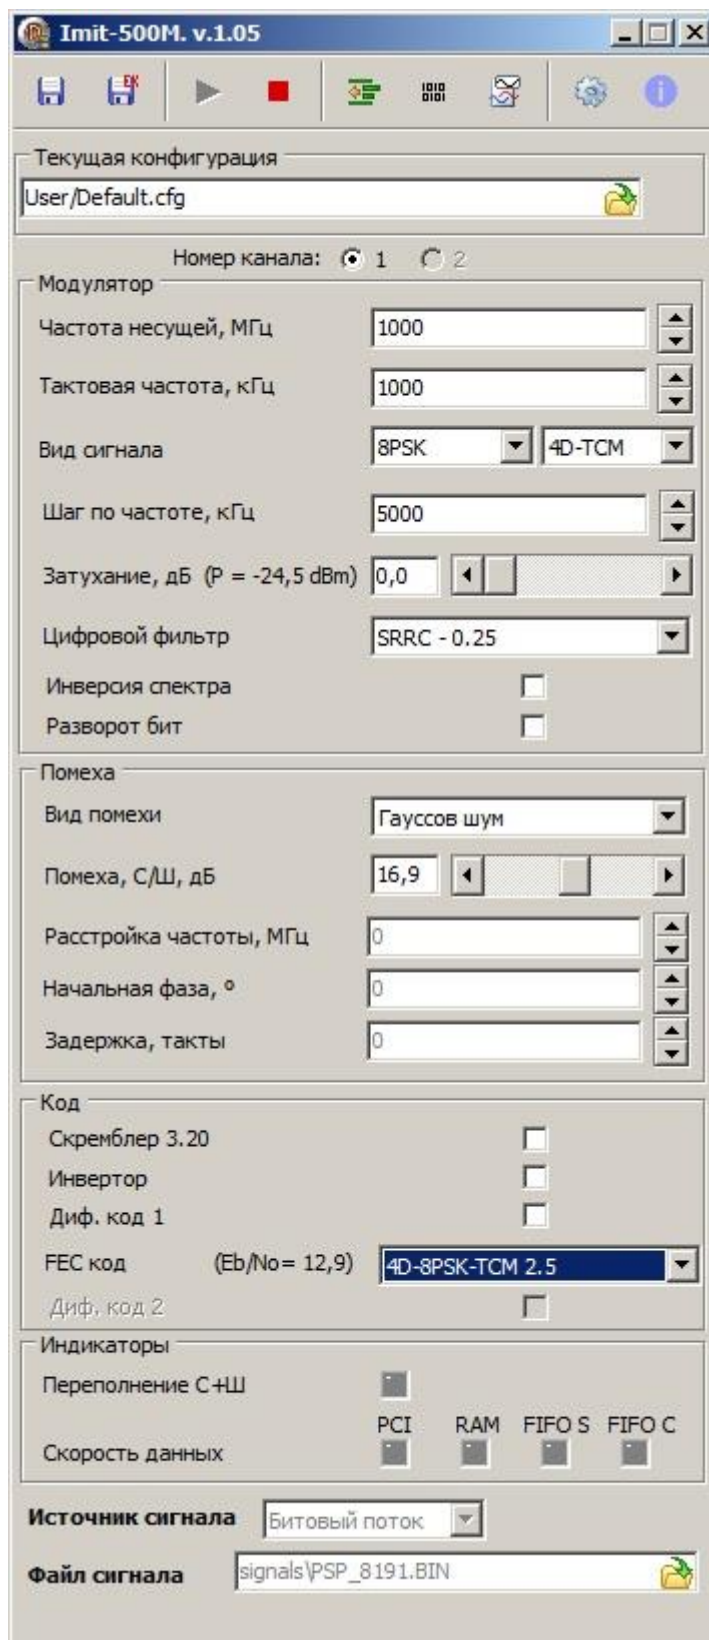 Imit-500M. v.1.05
Текущая конфигурация
User/Default.cfg
Номер канала: 1 2
Модулятор
Частота несущей, МГц 1000
Тактовая частота, кГц 1000
Вид сигнала 8PSK 4D-TCM
Шаг по частоте, кГц 5000
Затухание, дБ (P = -24,5 dBm) 0,0
Цифровой фильтр SRRC - 0.25
Инверсия спектра
Разворот бит
Помеха
Вид помехи Гауссов шум
Помеха, С/Ш, дБ 16,9
Расстройка частоты, МГц 0
Начальная фаза, º 0
Задержка, такты 0
Код
Скремблер 3.20
Инвертор
Диф. код 1
FEC код (Eb/No= 12,9) 4D-8PSK-TCM 2.5
Диф. код 2
Индикаторы
Переполнение С+Ш
PCI RAM FIFO S FIFO C
Скорость данных
Источник сигнала Битовый поток
Файл сигнала signals\PSP_8191.BIN